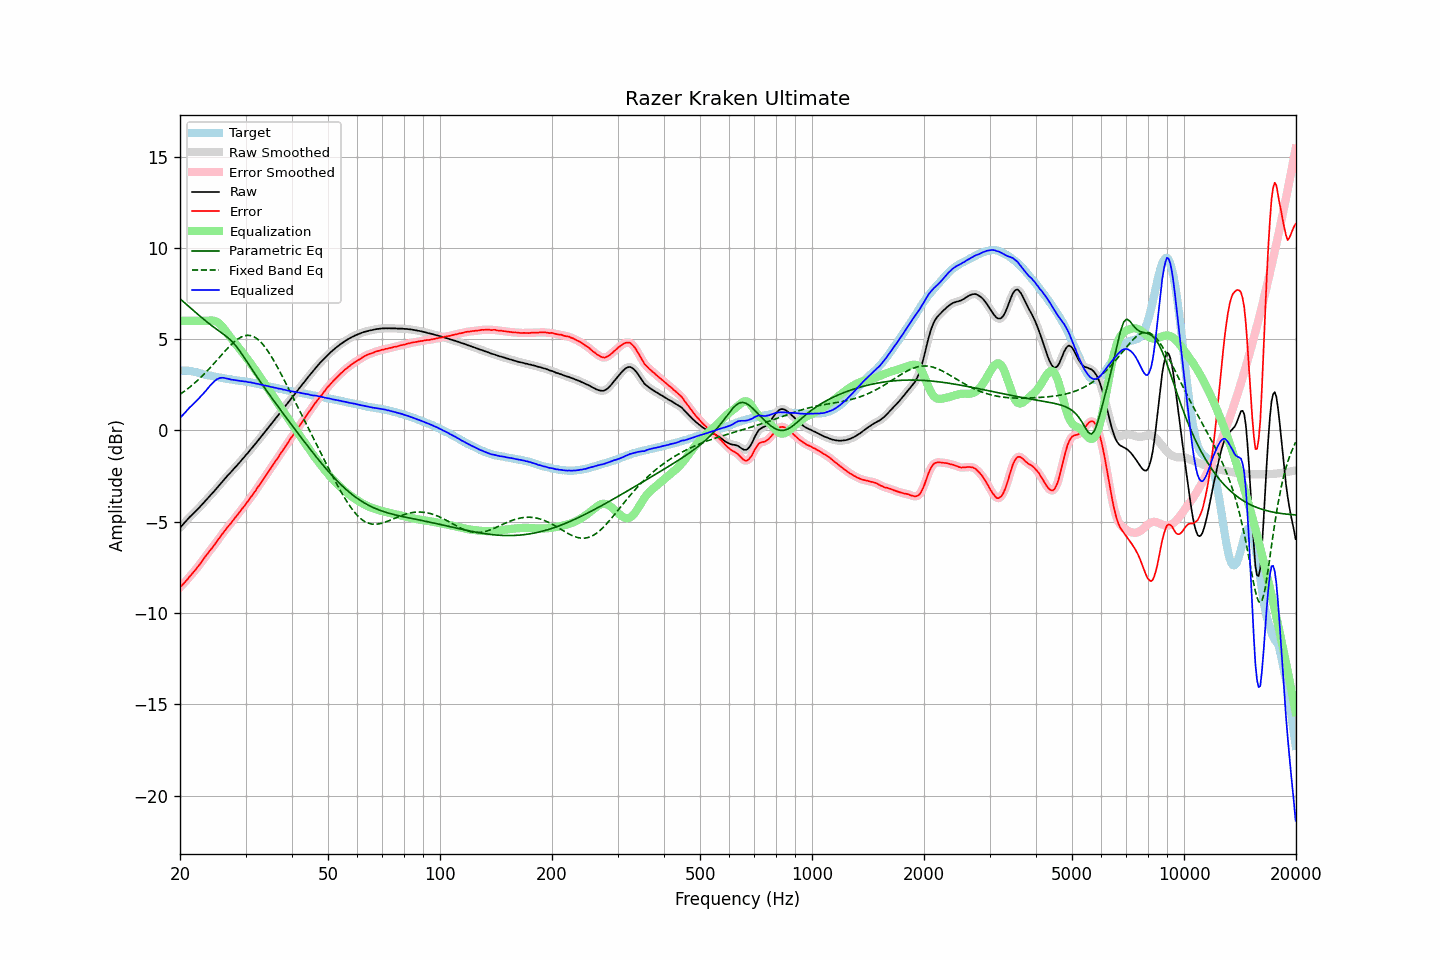 Razer Kraken Ultimate
Target
Raw Smoothed
Error Smoothed
Raw
Error
Equalization
Parametric Eq
Fixed Band Eq
Equalized
Amplitude (dBr)
15
10
5
0
−5
−10
−15
−20
20
50
100
200
500
1000
2000
5000
10000
20000
Frequency (Hz)